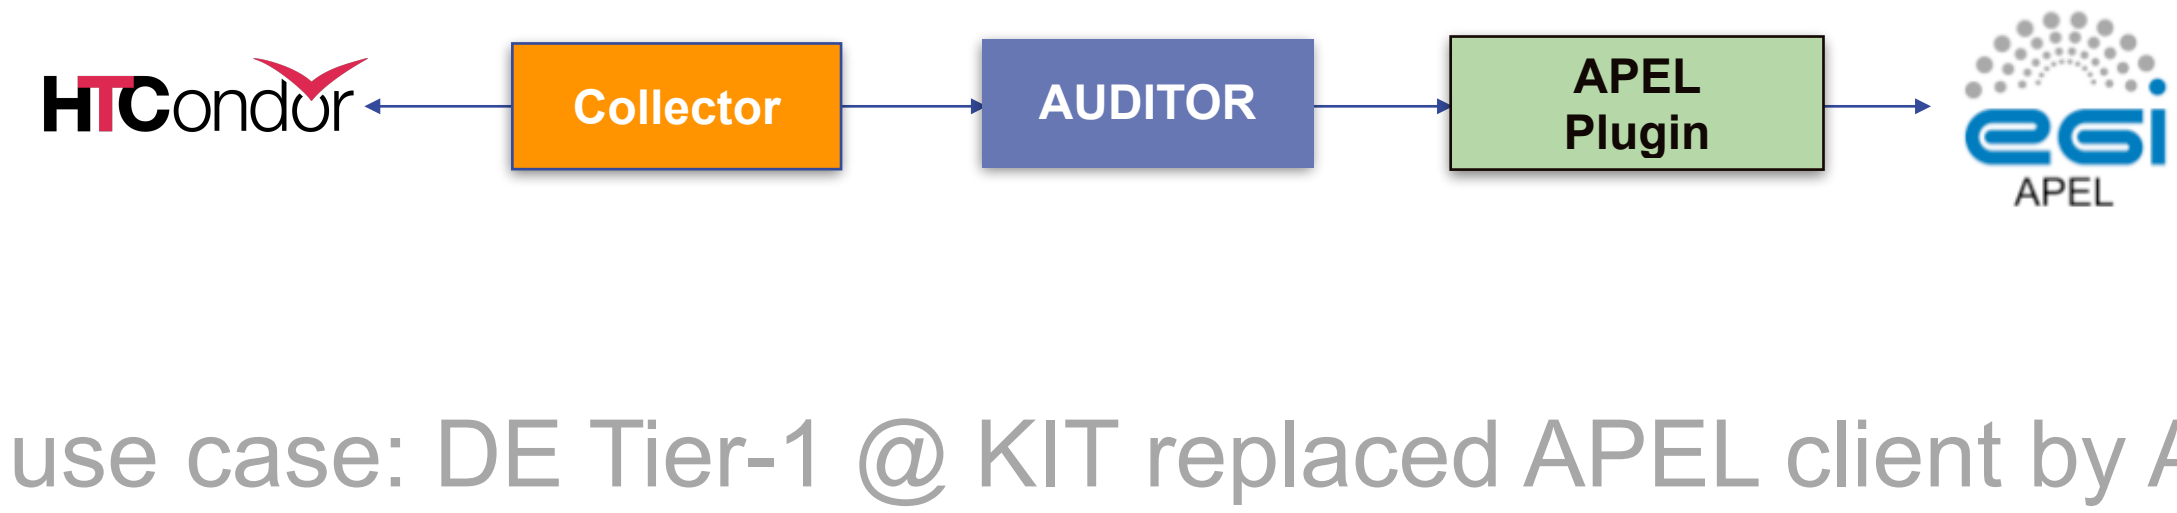 HTCondor
Collector
AUDITOR
APEL
Plugin
egi
APEL
use case: DE Tier-1 @ KIT replaced APEL client by